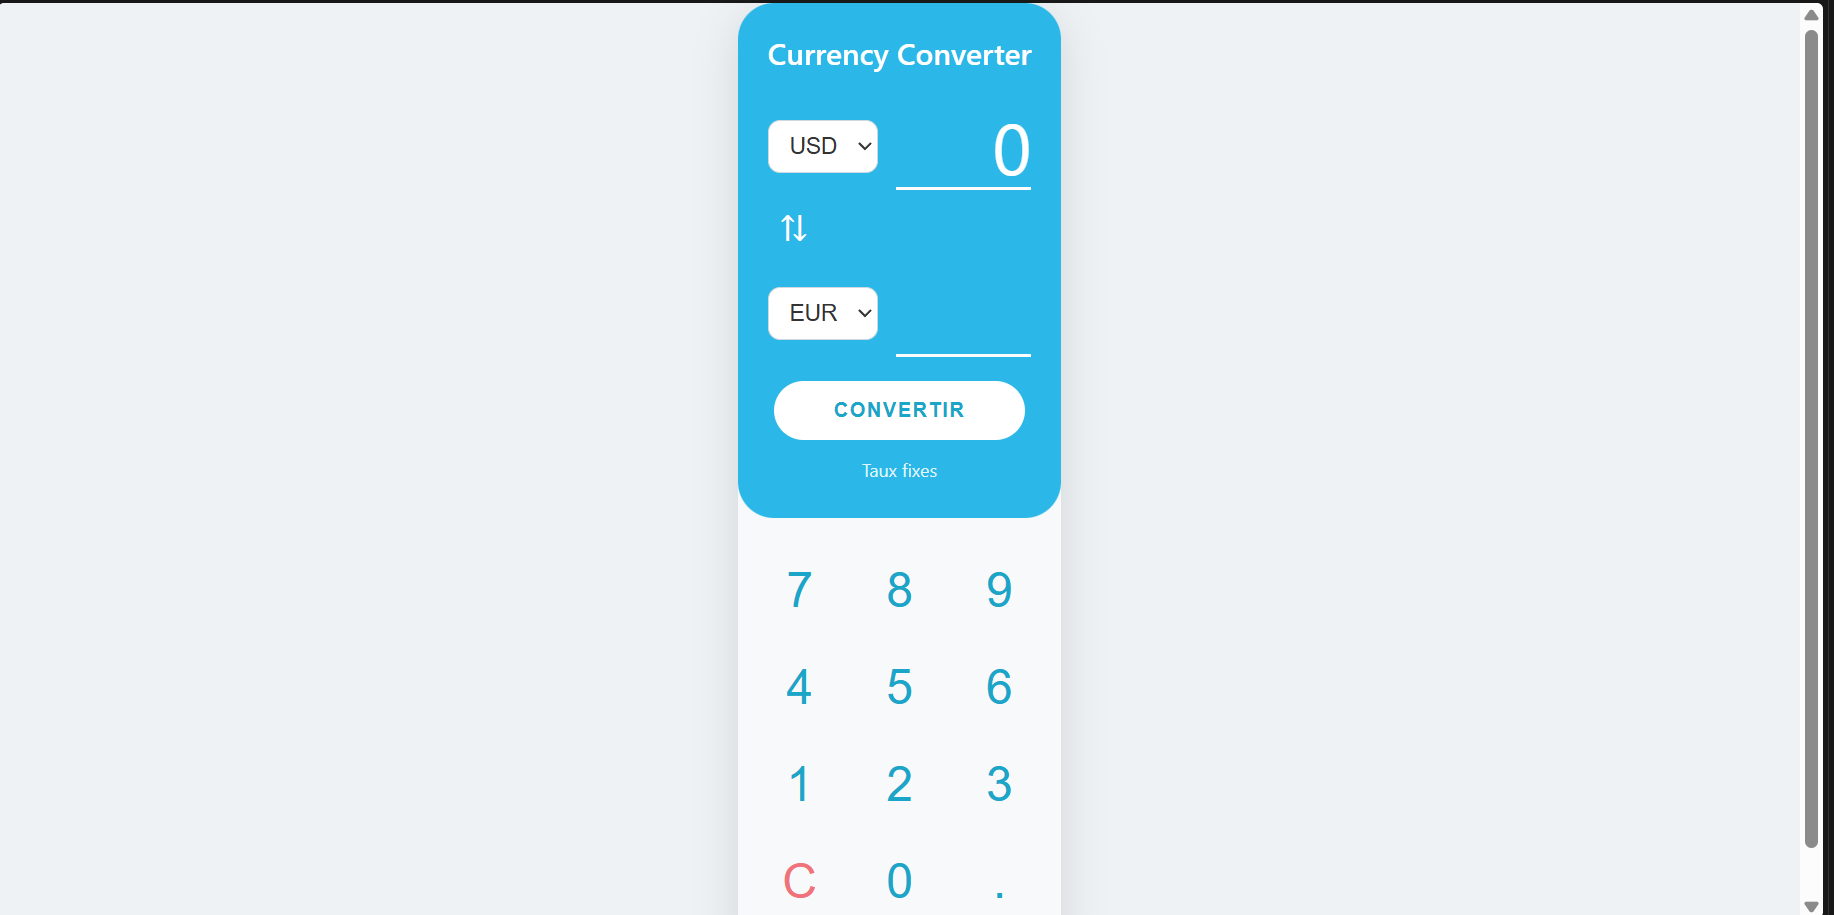 Currency Converter
USD 0
⇅
EUR
CONVERTIR
Taux fixes
7 8 9
4 5 6
1 2 3
C 0 .